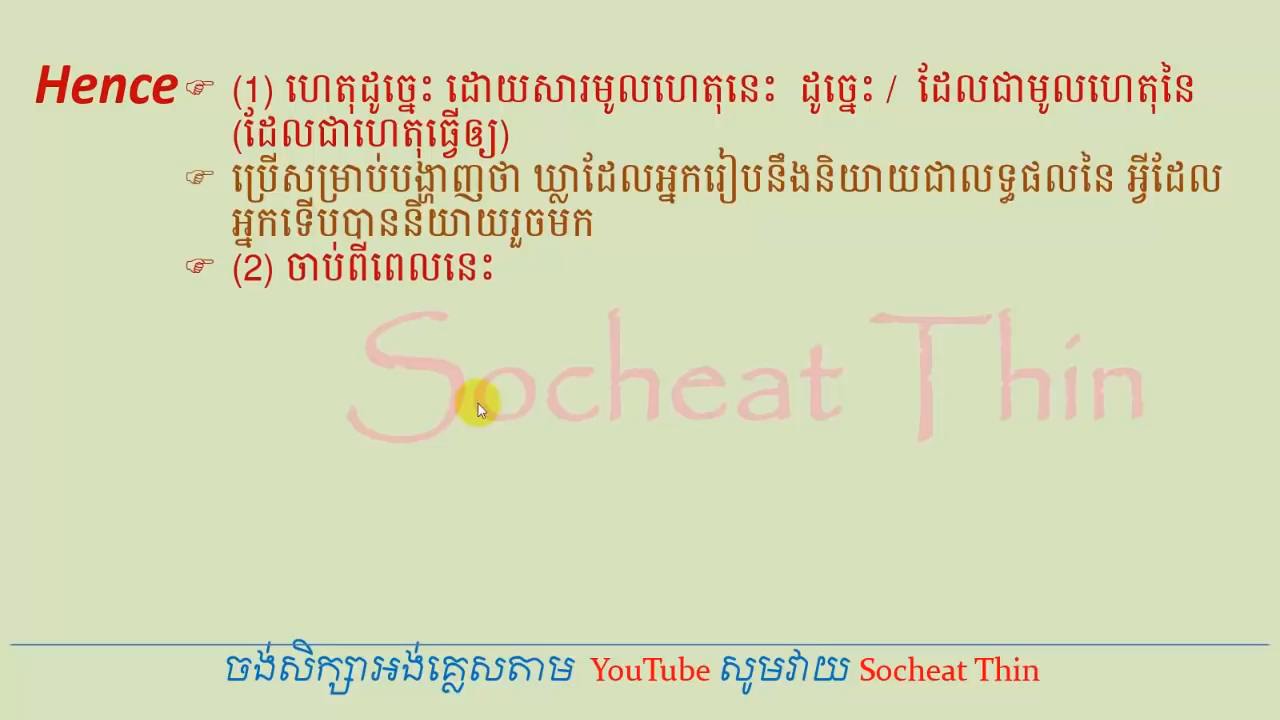 Hence ☞ (1) ហេតុដូច្នេះ ដោយសារមូលហេតុនេះ ដូច្នេះ / ដែលជាមូលហេតុនៃ
(ដែលជាហេតុធ្វើឲ្យ)
☞ ប្រើសម្រាប់បង្ហាញថា ឃ្លាដែលអ្នករៀបនឹងនិយាយជាលទ្ធផលនៃ អ្វីដែល
អ្នកទើបបាននិយាយរួចមក
☞ (2) ចាប់ពីពេលនេះ
Socheat Thin
ចង់សិក្សាអង់គ្លេសតាម YouTube សូមវាយ Socheat Thin